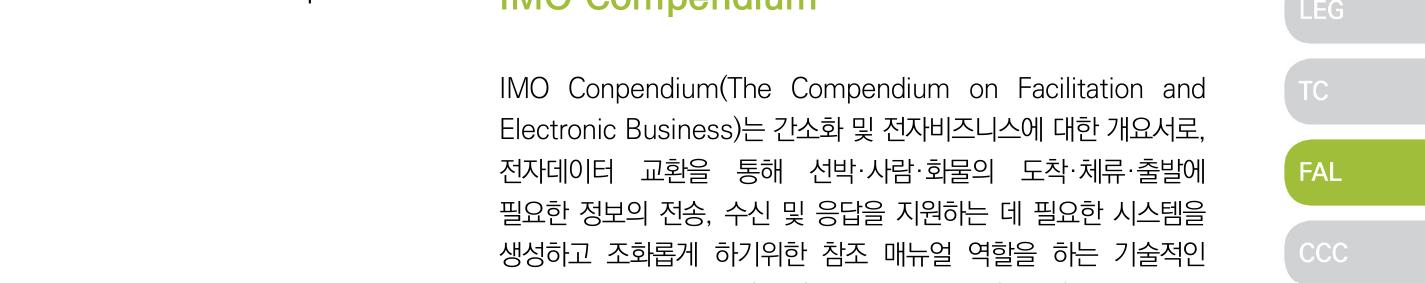 IMO Compendium
LEG
IMO Conpendium(The Compendium on Facilitation and
Electronic Business)는 간소화 및 전자비즈니스에 대한 개요서로,
전자데이터 교환을 통해 선박·사람·화물의 도착·체류·출발에
필요한 정보의 전송, 수신 및 응답을 지원하는 데 필요한 시스템을
생성하고 조화롭게 하기위한 참조 매뉴얼 역할을 하는 기술적인
TC
FAL
CCC